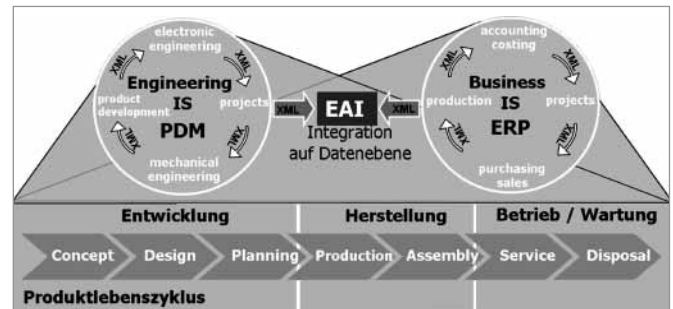 electronic
engineering
XML
XML
Engineering
IS
PDM
product
development
projects
XML
XML
mechanical
engineering
XML
EAI
XML
Integration
auf Datenebene
accounting
costing
XML
XML
Business
IS
ERP
production
projects
XML
XML
purchasing
sales
Entwicklung
Herstellung
Betrieb / Wartung
Concept
Design
Planning
Production
Assembly
Service
Disposal
Produktlebenszyklus